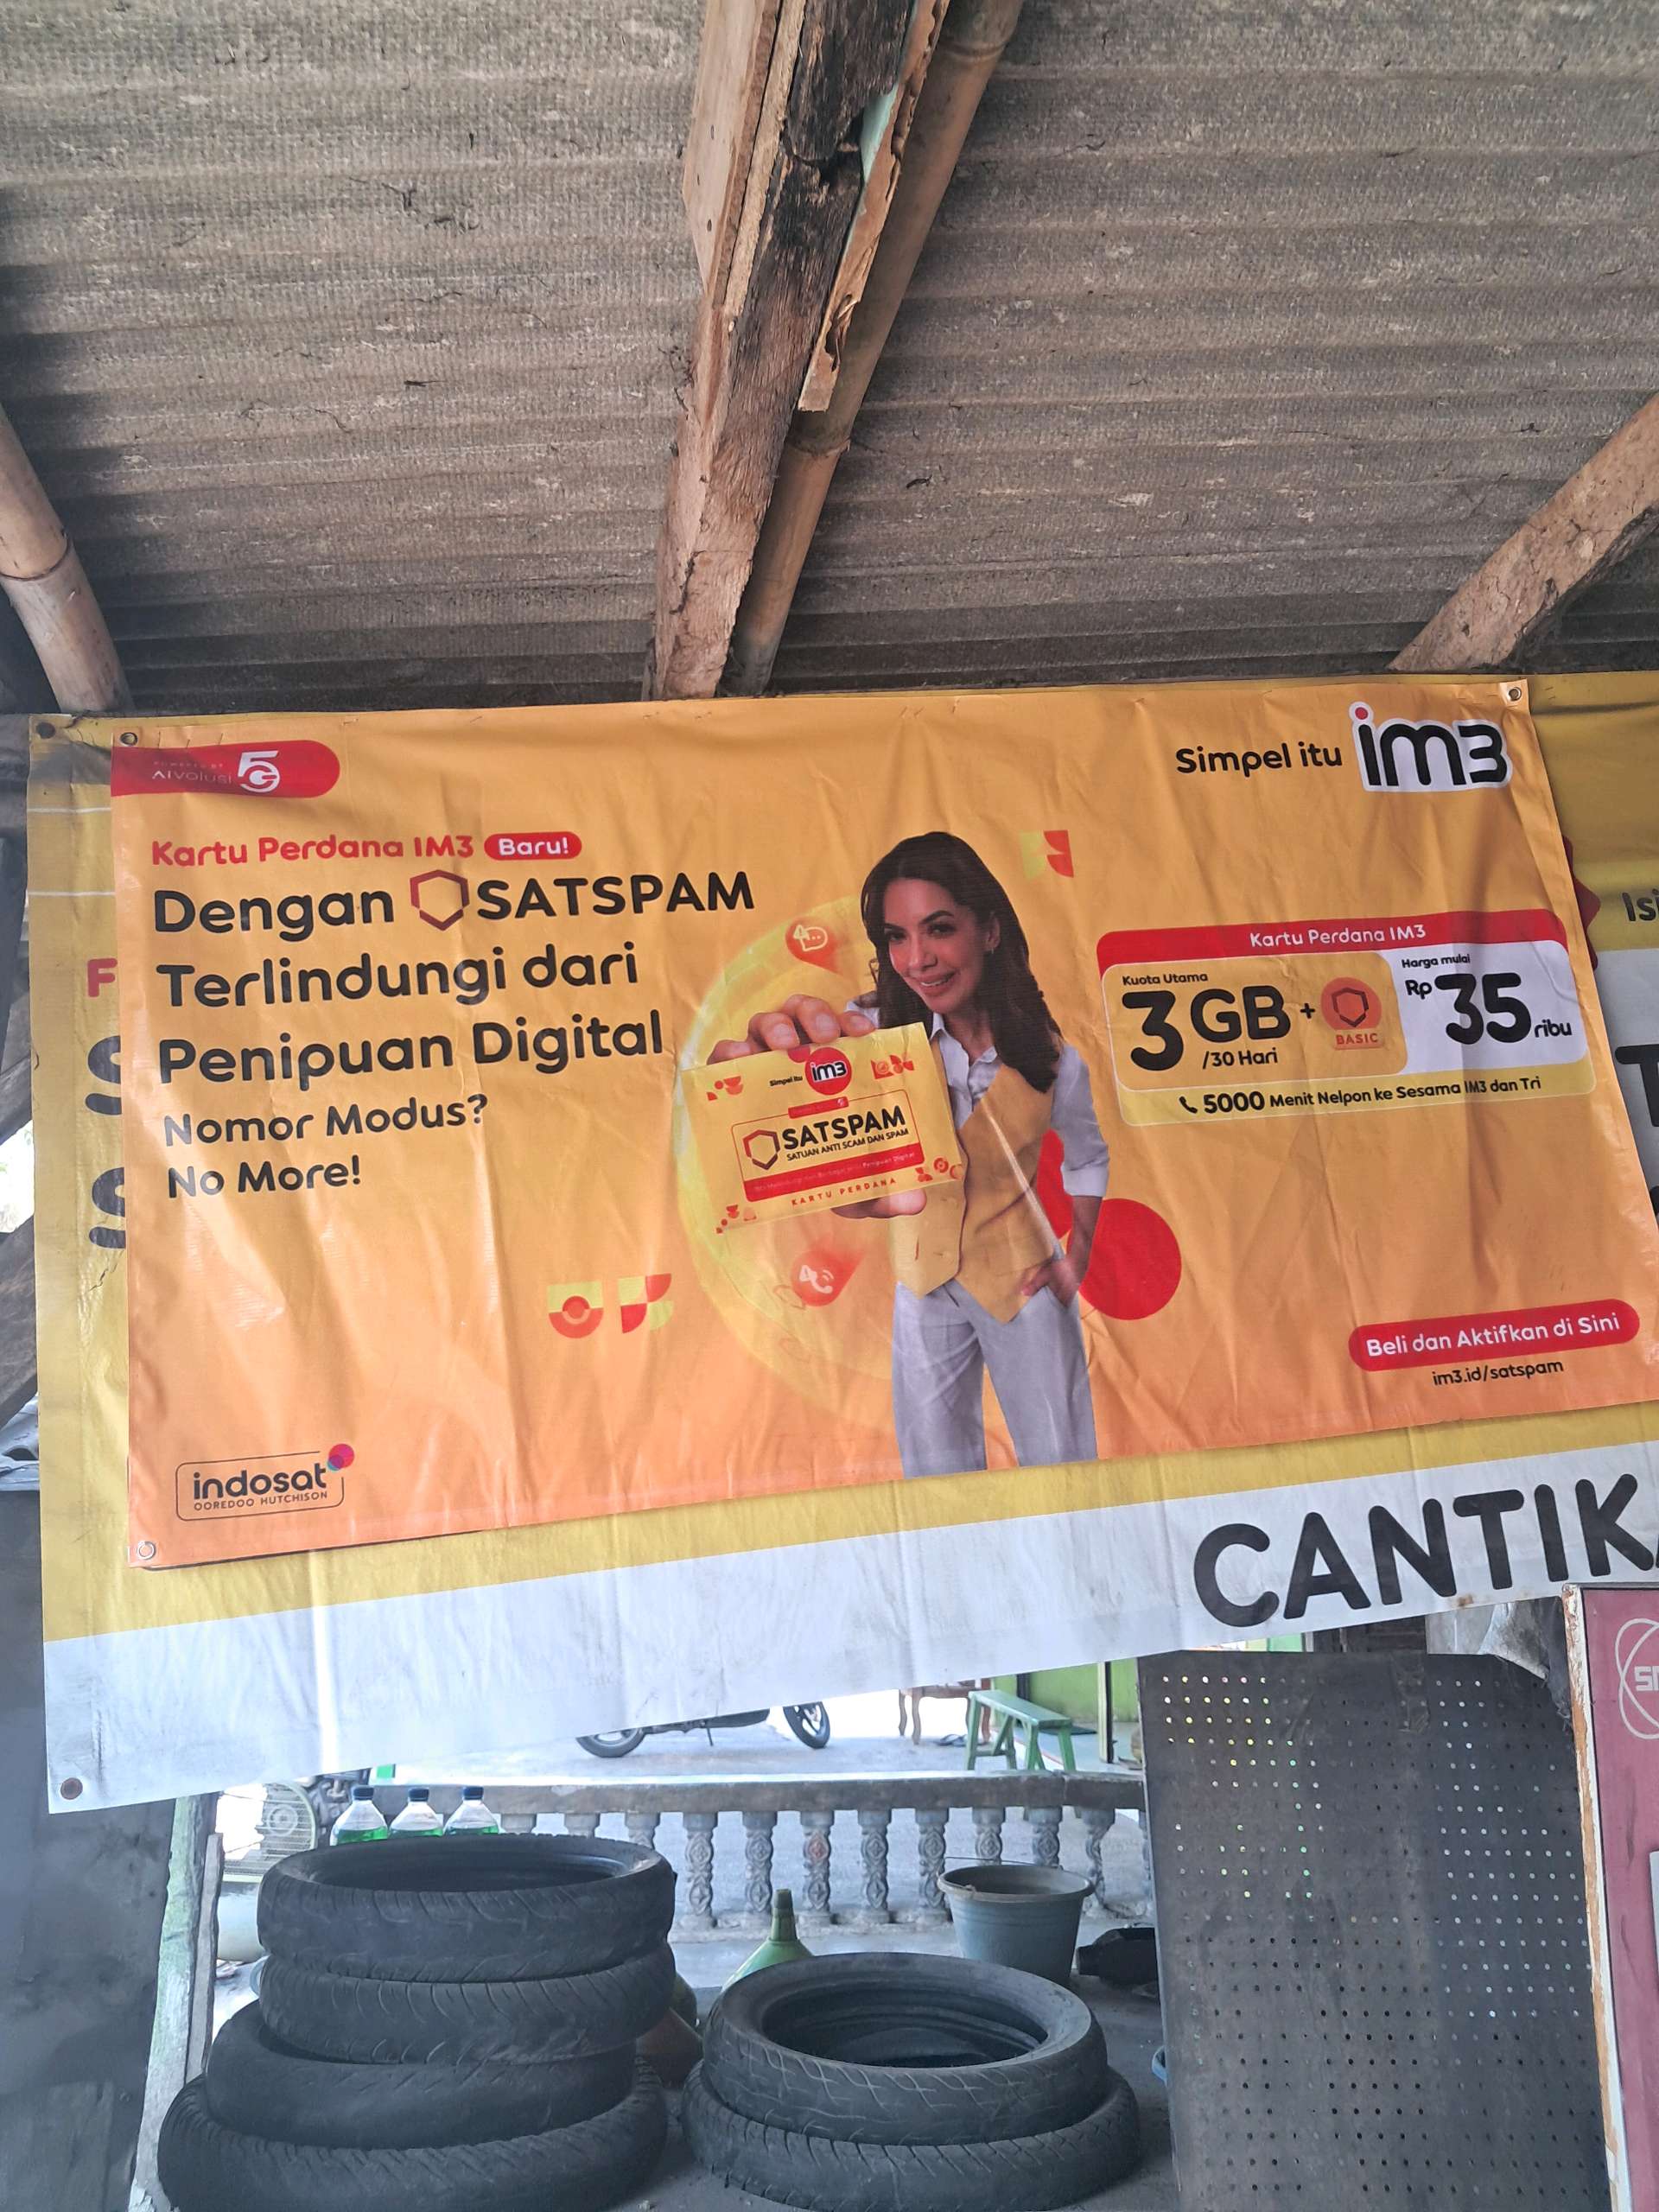 AIvolusi 5G
Simpel itu im3
Kartu Perdana IM3 Baru!
Dengan SATSPAM
Terlindungi dari
Penipuan Digital
Nomor Modus?
No More!
Simpel itu im3
SATSPAM
SATUAN ANTI SCAM DAN SPAM
KARTU PERDANA
Kartu Perdana IM3
Kuota Utama
3 GB
/30 Hari
+
BASIC
Harga mulai
Rp 35 ribu
5000 Menit Nelpon ke Sesama IM3 dan Tri
Beli dan Aktifkan di Sini
im3.id/satspam
indosat
OOREDOO HUTCHISON
CANTIK